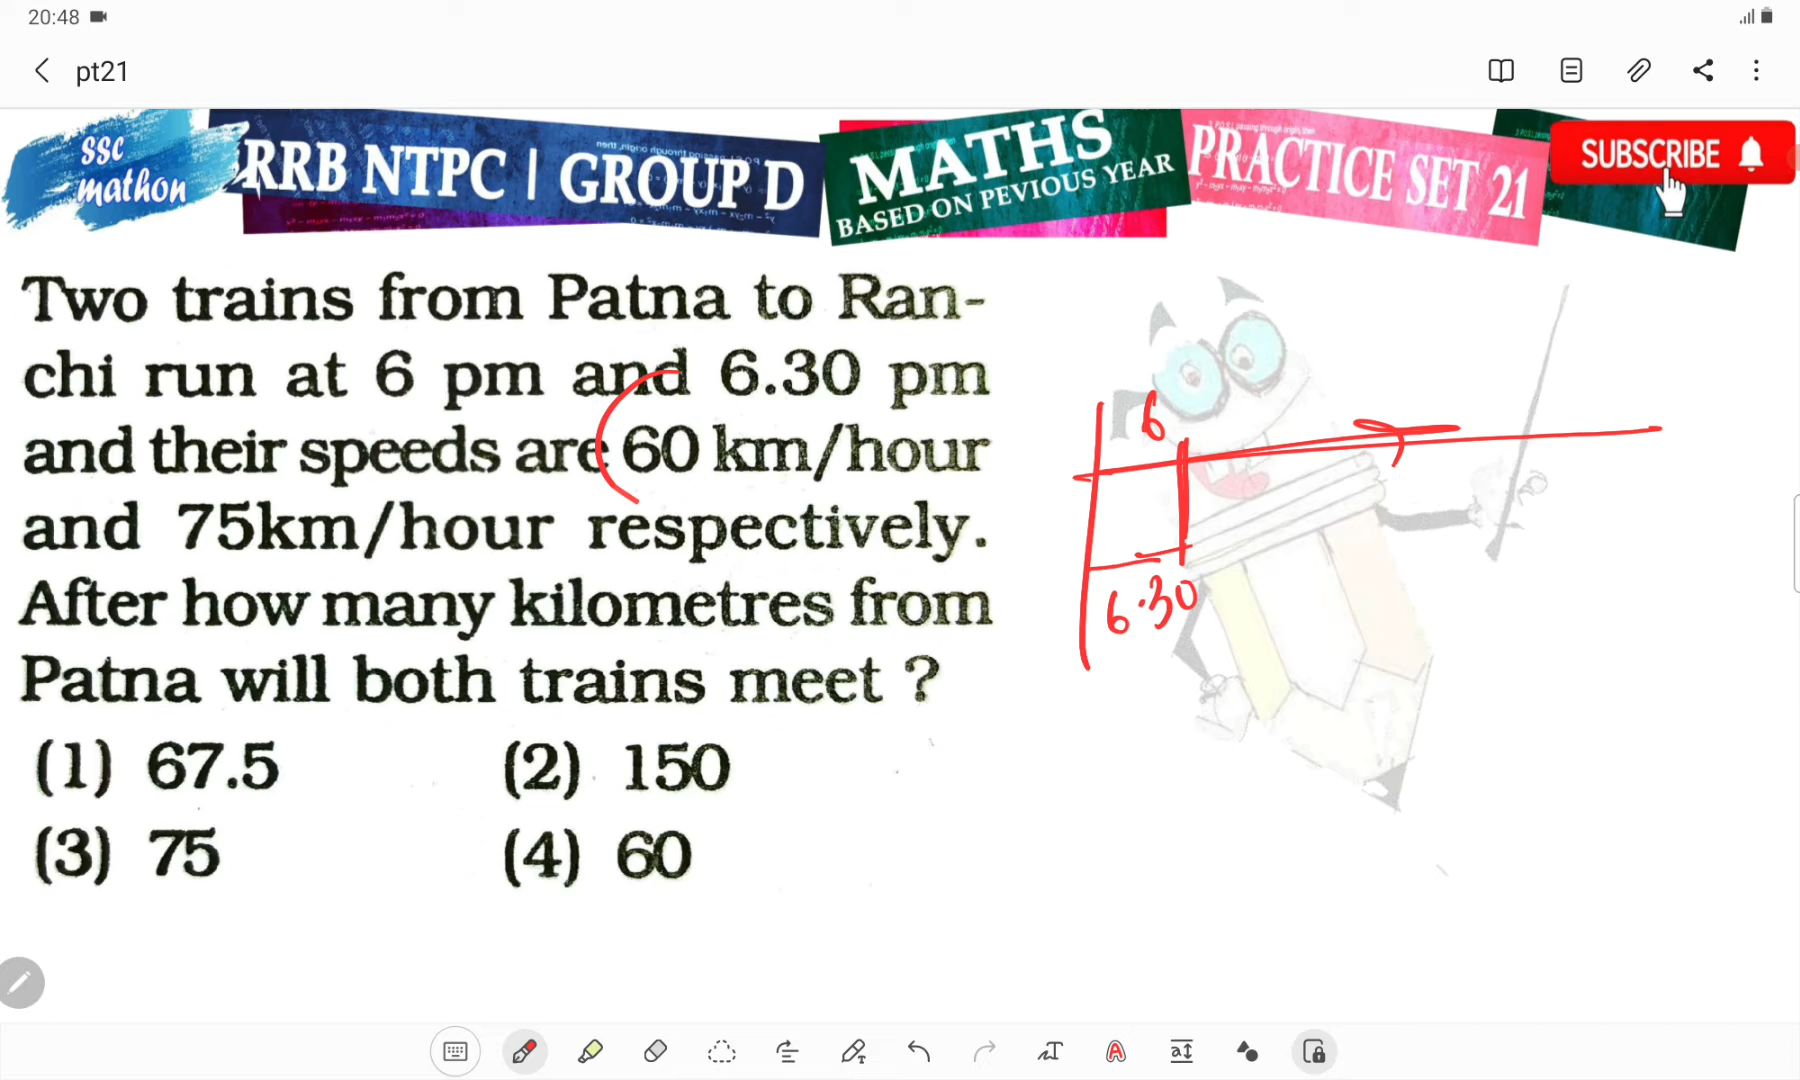 20:48
pt21
SSC
mathon
RRB NTPC | GROUP D
MATHS
BASED ON PEVIOUS YEAR
PRACTICE SET 21
SUBSCRIBE
Two trains from Patna to Ran-
chi run at 6 pm and 6.30 pm
and their speeds are 60 km/hour
and 75km/hour respectively.
After how many kilometres from
Patna will both trains meet ?
(1) 67.5 (2) 150
(3) 75 (4) 60
6
6.30